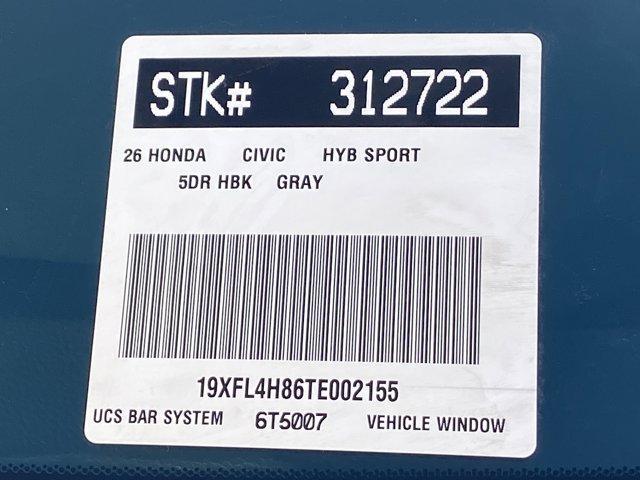 STK# 312722
26 HONDA CIVIC HYB SPORT
5DR HBK GRAY
19XFL4H86TE002155
UCS BAR SYSTEM 6T5007 VEHICLE WINDOW